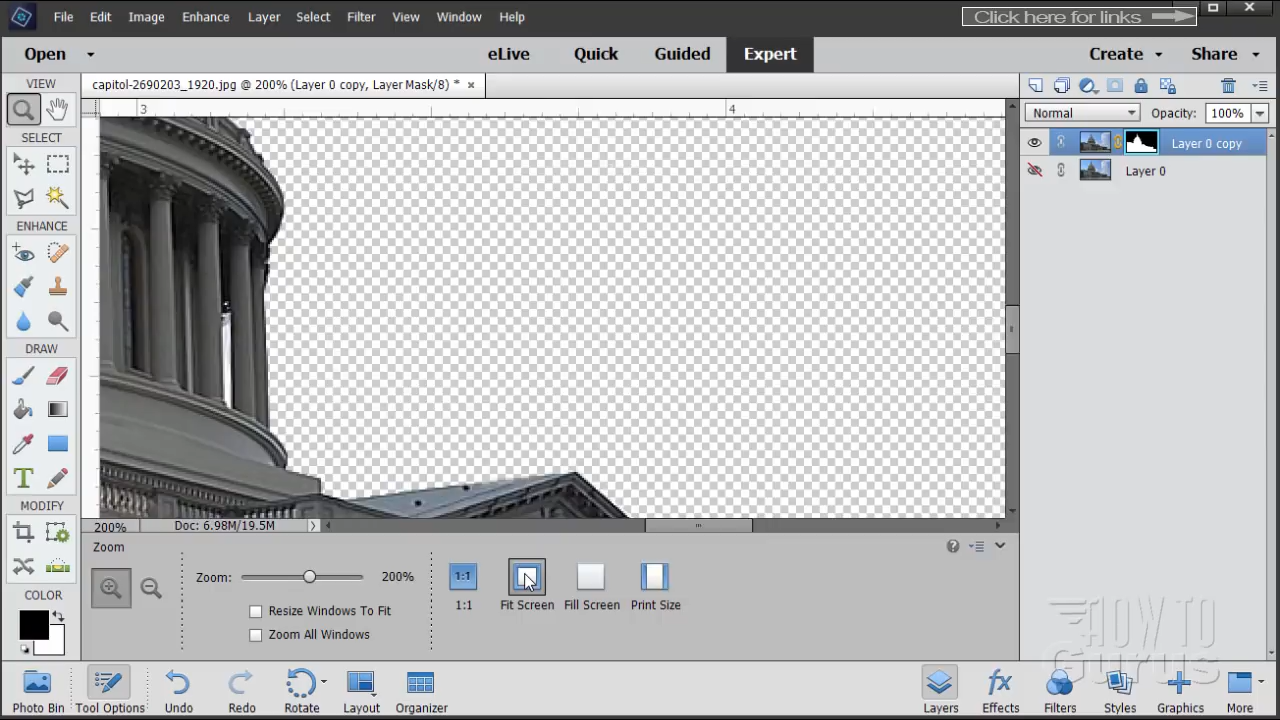 File Edit Image Enhance Layer Select Filter View Window Help
Click here for links
Open eLive Quick Guided Expert Create Share
VIEW
capitol-2690203_1920.jpg @ 200% (Layer 0 copy, Layer Mask/8) * ×
3 4
Normal Opacity: 100%
SELECT
Layer 0 copy
Layer 0
ENHANCE
DRAW
T
MODIFY
200% Doc: 6.98M/19.5M
Zoom
Zoom: 200% 1:1
1:1 Fit Screen Fill Screen Print Size
COLOR
Resize Windows To Fit
Zoom All Windows
HOW TO
Gurus
fx
Photo Bin Tool Options Undo Redo Rotate Layout Organizer Layers Effects Filters Styles Graphics More